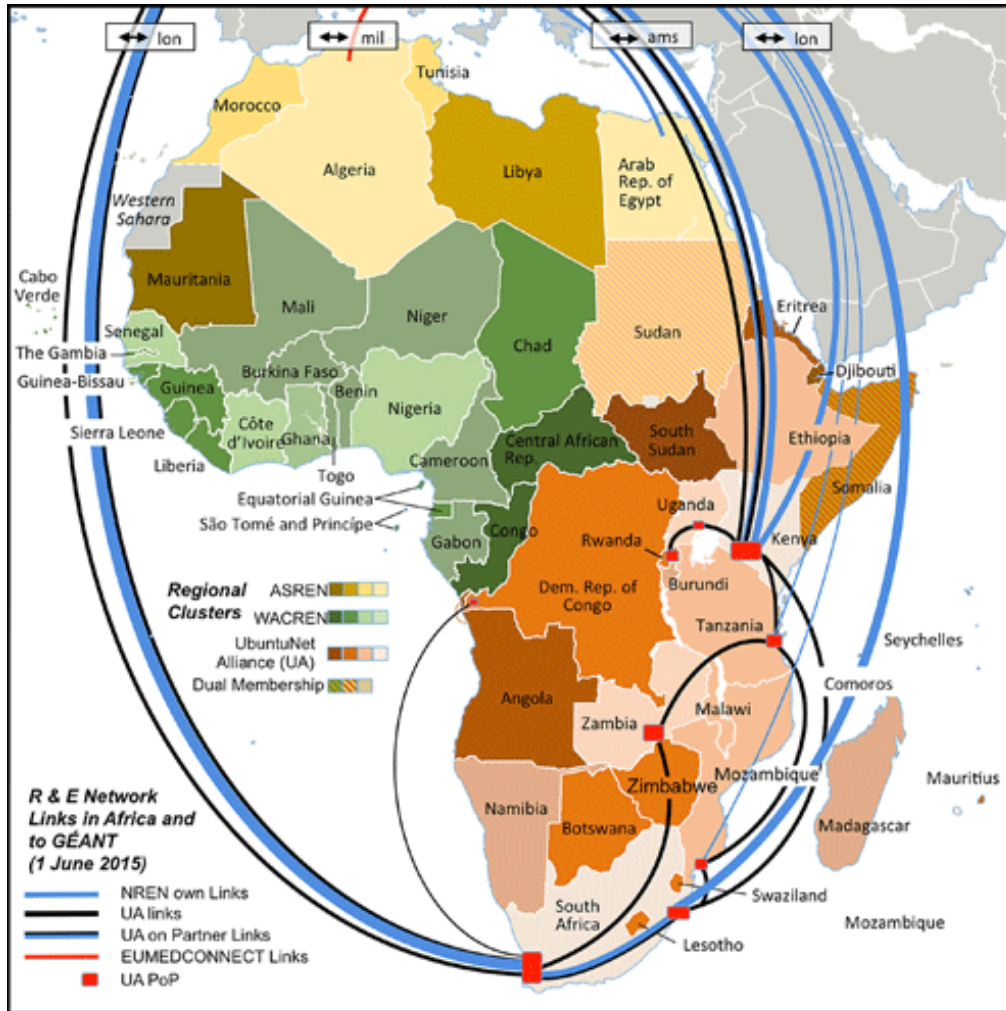 lon
mil
ams
lon
Tunisia
Morocco
Algeria
Libya
Arab
Rep. of
Egypt
Western
Sahara
Mauritania
Cabo
Verde
Mali
Niger
Chad
Sudan
Eritrea
Senegal
The Gambia
Guinea-Bissau
Guinea
Burkina Faso
Benin
Nigeria
Djibouti
Sierra Leone
Côte
d'Ivoire
Ghana
South
Sudan
Ethiopia
Liberia
Togo
Cameroon
Central African
Rep.
Somalia
Equatorial Guinea
São Tomé and Princípe
Gabon
Congo
Uganda
Rwanda
Kenya
Dem. Rep. of
Congo
Burundi
Tanzania
Seychelles
Regional
Clusters
ASREN
WACREN
UbuntuNet
Alliance (UA)
Dual Membership
Comoros
Angola
Zambia
Malawi
Zimbabwe
Mozambique
Mauritius
Namibia
Botswana
Madagascar
Swaziland
South
Africa
Lesotho
Mozambique
R & E Network
Links in Africa and
to GÉANT
(1 June 2015)
NREN own Links
UA links
UA on Partner Links
EUMEDCONNECT Links
UA PoP